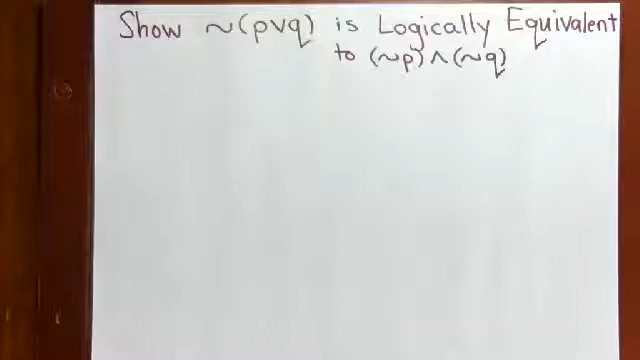 Show ~(p∨q) is Logically Equivalent
to (~p)∧(~q)